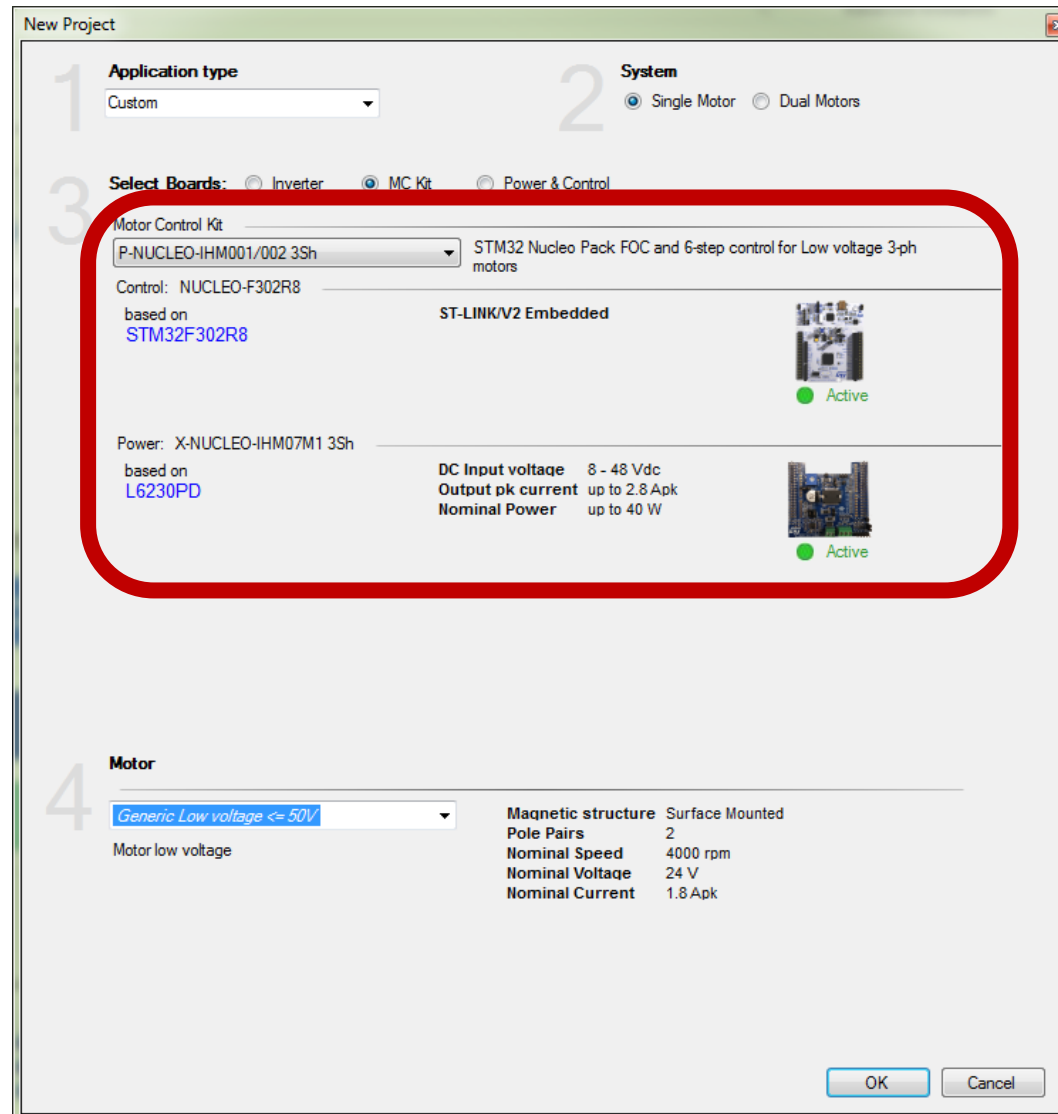 New Project
1
Application type
Custom
2
System
Single Motor
Dual Motors
3
Select Boards:
Inverter
MC Kit
Power & Control
Motor Control Kit
P-NUCLEO-IHM001/002 3Sh
STM32 Nucleo Pack FOC and 6-step control for Low voltage 3-ph
motors
Control: NUCLEO-F302R8
based on
STM32F302R8
ST-LINK/V2 Embedded
Active
Power: X-NUCLEO-IHM07M1 3Sh
based on
L6230PD
DC Input voltage 8 - 48 Vdc
Output pk current up to 2.8 Apk
Nominal Power up to 40 W
Active
4
Motor
Generic Low voltage <= 50V
Motor low voltage
Magnetic structure Surface Mounted
Pole Pairs 2
Nominal Speed 4000 rpm
Nominal Voltage 24 V
Nominal Current 1.8 Apk
OK
Cancel